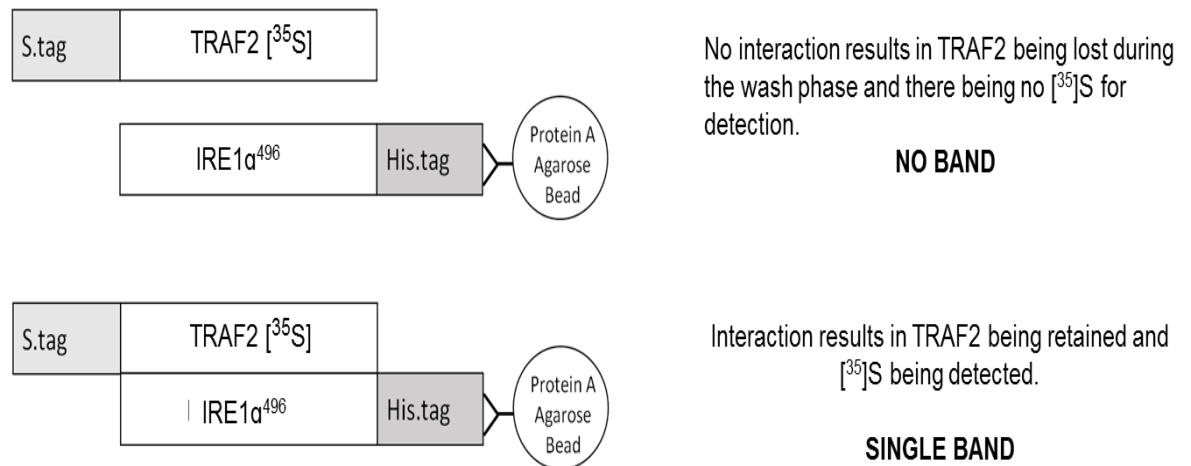 S.tag
TRAF2 [³⁵S]
IRE1α⁴⁹⁶
His.tag
Protein A
Agarose
Bead
No interaction results in TRAF2 being lost during
the wash phase and there being no [³⁵]S for
detection.
NO BAND
S.tag
TRAF2 [³⁵S]
IRE1α⁴⁹⁶
His.tag
Protein A
Agarose
Bead
Interaction results in TRAF2 being retained and
[³⁵]S being detected.
SINGLE BAND